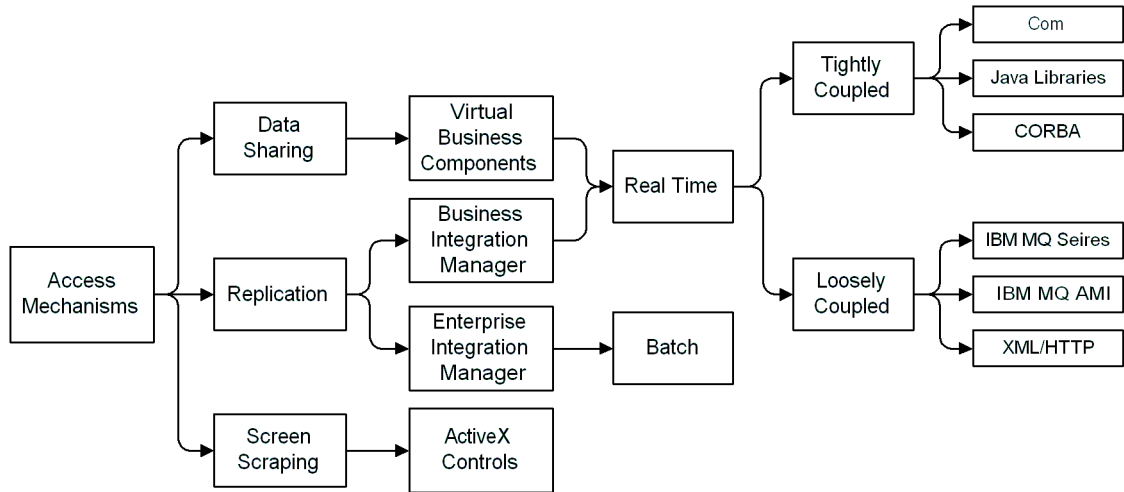 Access
Mechanisms
Data
Sharing
Replication
Screen
Scraping
Virtual
Business
Components
Business
Integration
Manager
Enterprise
Integration
Manager
ActiveX
Controls
Real Time
Batch
Tightly
Coupled
Loosely
Coupled
Com
Java Libraries
CORBA
IBM MQ Seires
IBM MQ AMI
XML/HTTP